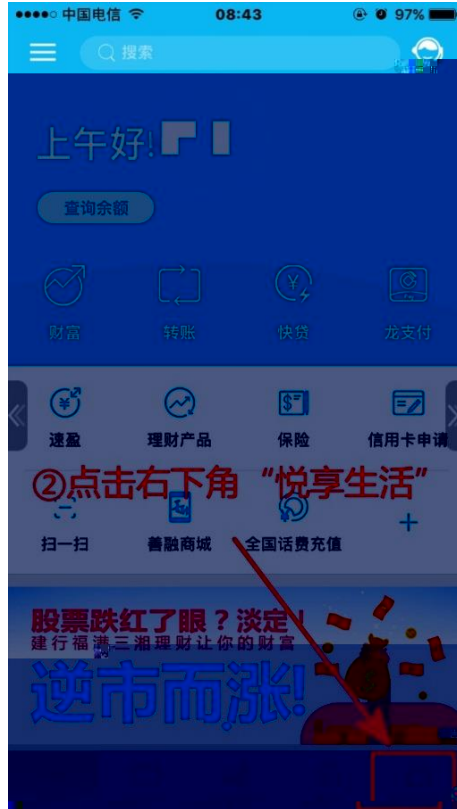 中国电信 08:43 97%
搜索
上午好!
查询余额
财富 转账 快贷 龙支付
速盈 理财产品 保险 信用卡申请
②点击右下角“悦享生活”
扫一扫 善融商城 全国话费充值
股票跌红了眼？淡定！
建行福满三湘理财让你的财富
逆市而涨!